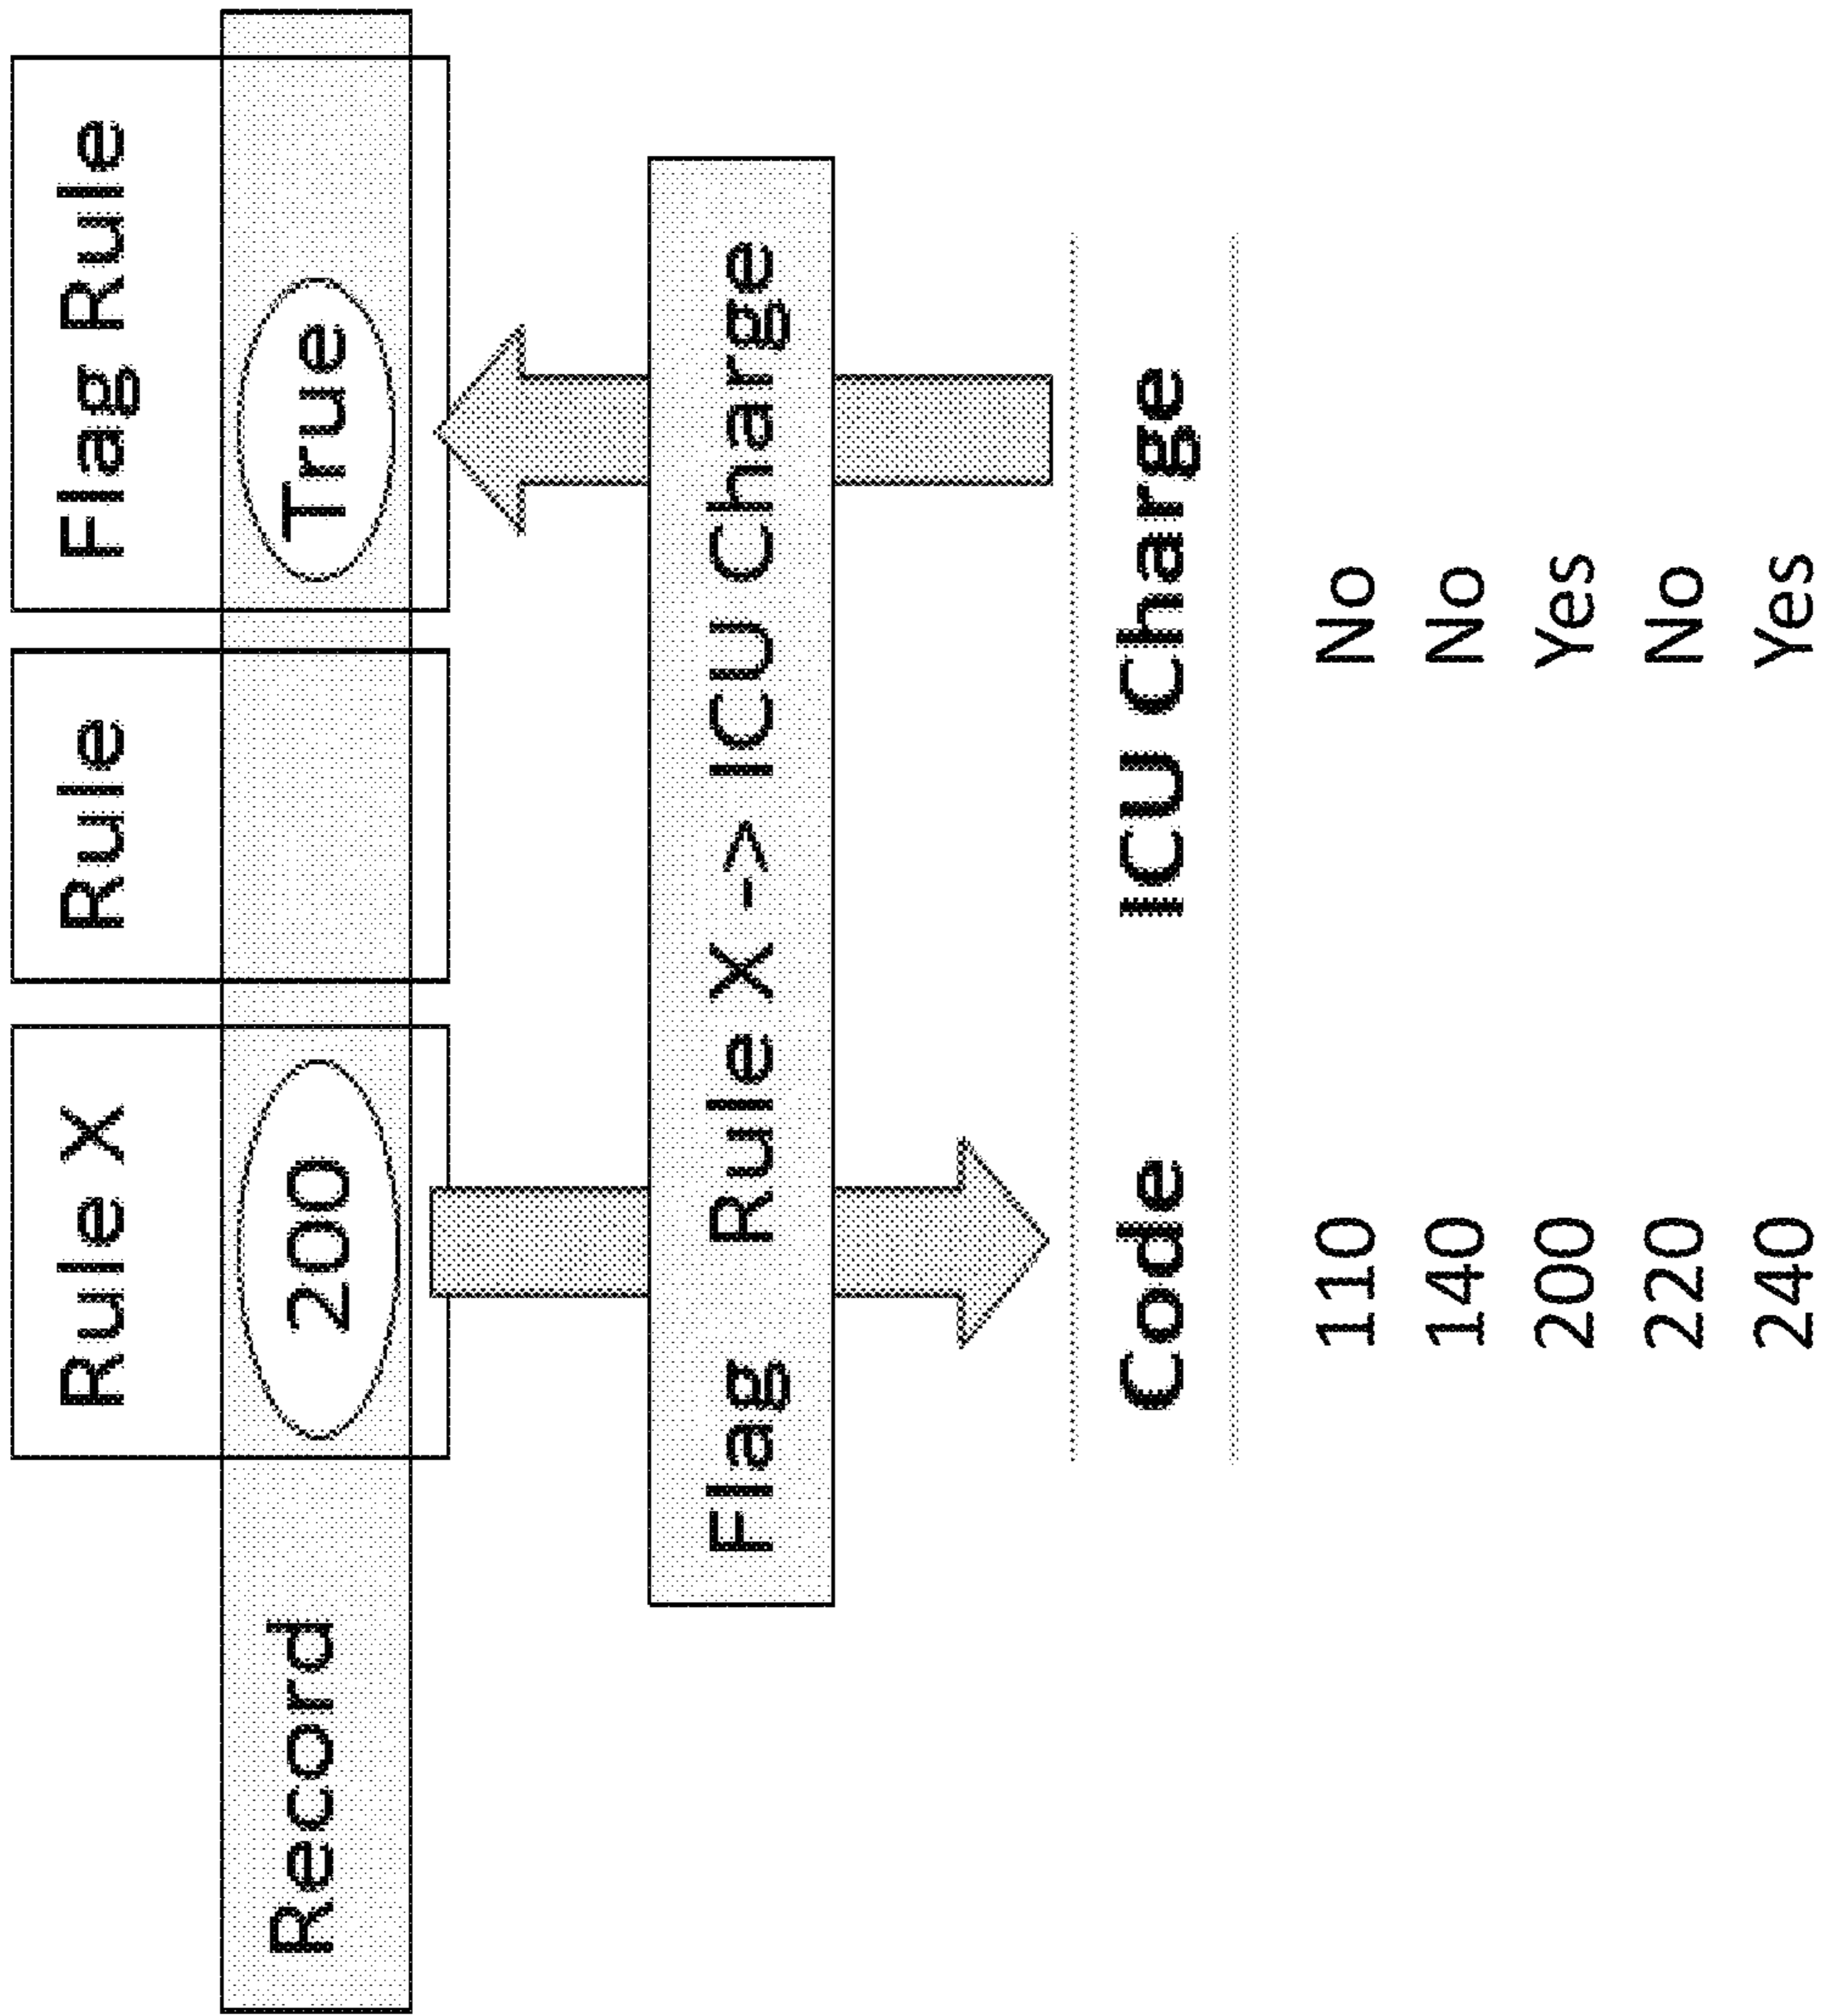 Rule X Rule Flag Rule
Record 200 True
Flag Rule X -> ICU Charge
Code ICU Charge
110 No
140 No
200 Yes
220 No
240 Yes